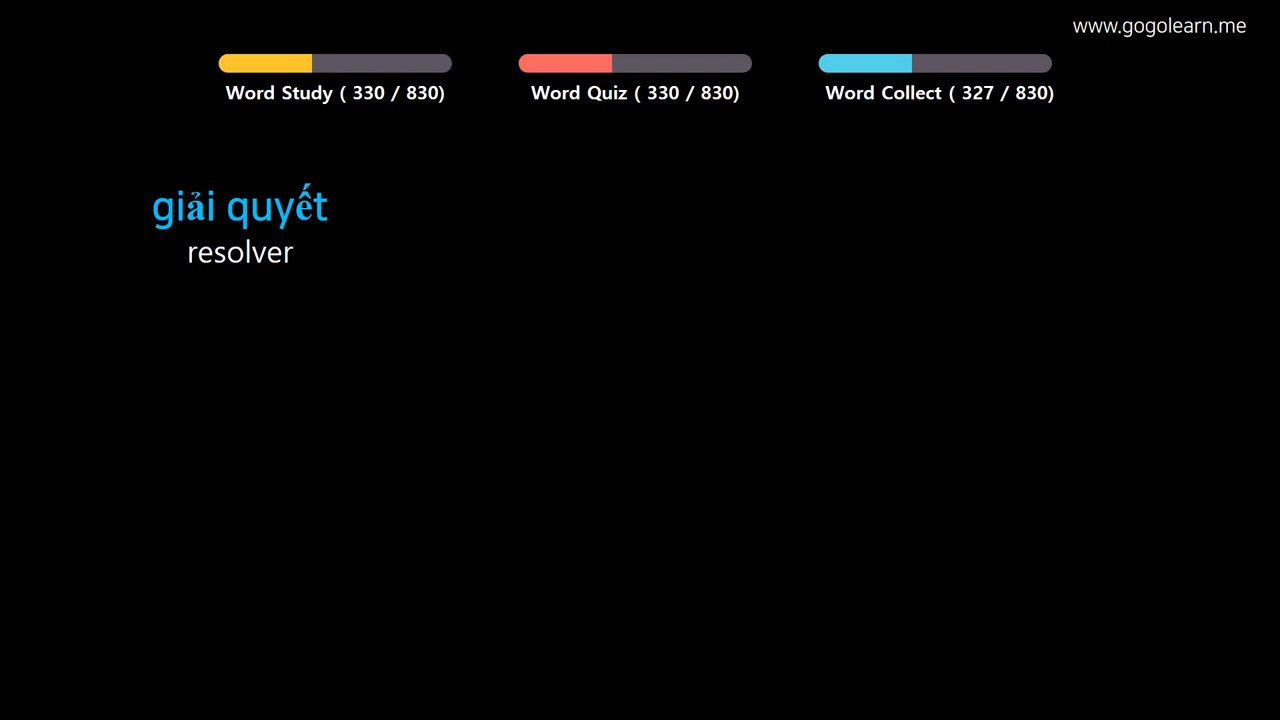 www.gogolearn.me
Word Study ( 330 / 830)
Word Quiz ( 330 / 830)
Word Collect ( 327 / 830)
giải quyết
resolver